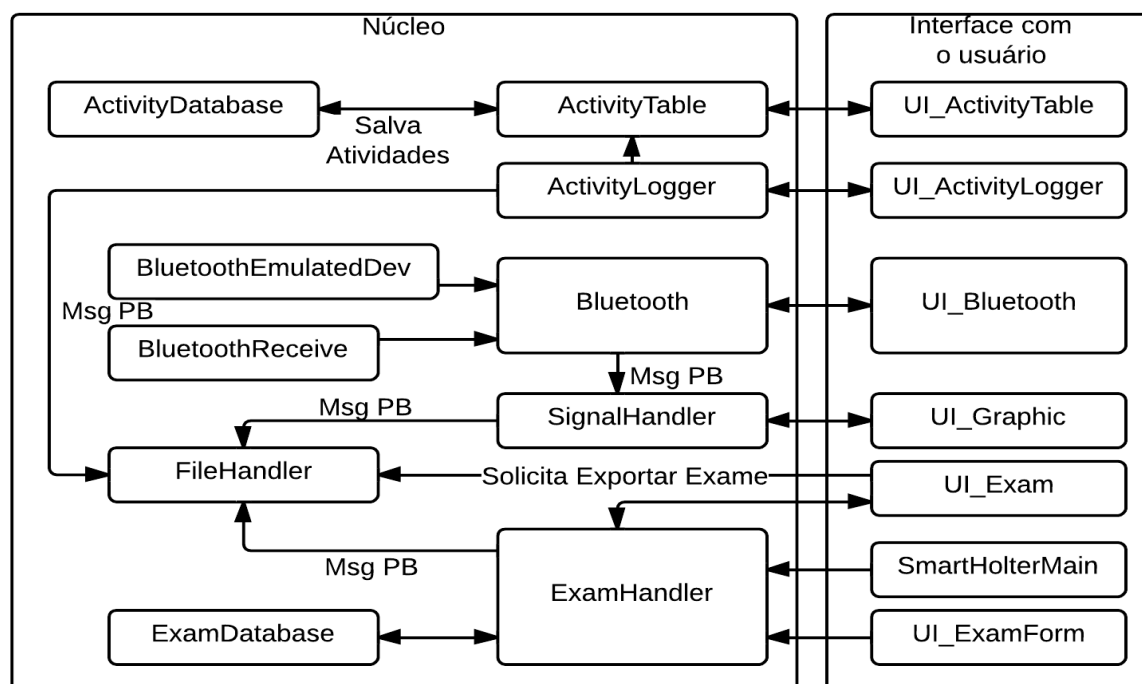 Núcleo
Interface com
o usuário
ActivityDatabase
ActivityTable
UI_ActivityTable
Salva
Atividades
ActivityLogger
UI_ActivityLogger
BluetoothEmulatedDev
Bluetooth
UI_Bluetooth
Msg PB
BluetoothReceive
Msg PB
Msg PB
SignalHandler
UI_Graphic
FileHandler
Solicita Exportar Exame
UI_Exam
Msg PB
ExamHandler
SmartHolterMain
ExamDatabase
UI_ExamForm